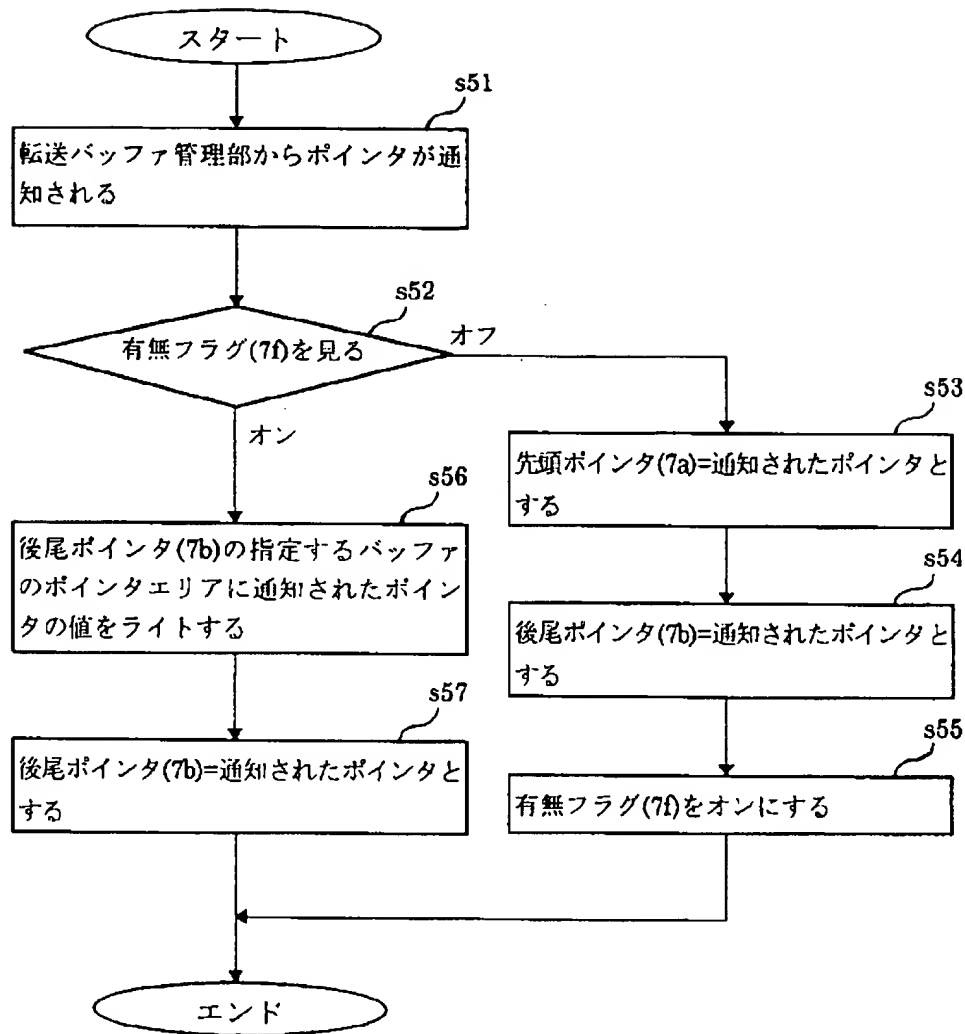 スタート
s51
転送バッファ管理部からポインタが通
知される
s52
有無フラグ(7f)を見る
オフ
オン
s53
先頭ポインタ(7a)=通知されたポインタと
する
s54
後尾ポインタ(7b)=通知されたポインタと
する
s55
有無フラグ(7f)をオンにする
s56
後尾ポインタ(7b)の指定するバッファ
のポインタエリアに通知されたポイン
タの値をライトする
s57
後尾ポインタ(7b)=通知されたポインタと
する
エンド